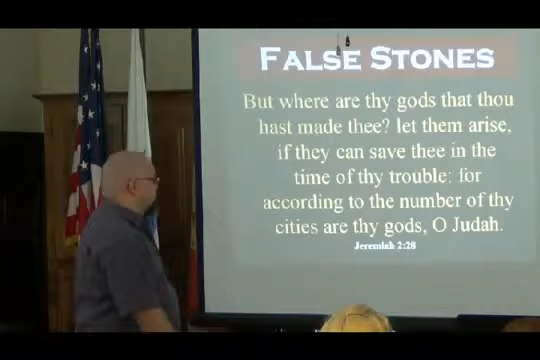 FALSE STONES
But where are thy gods that thou
hast made thee? let them arise,
if they can save thee in the
time of thy trouble: for
according to the number of thy
cities are thy gods, O Judah.
Jeremiah 2:28